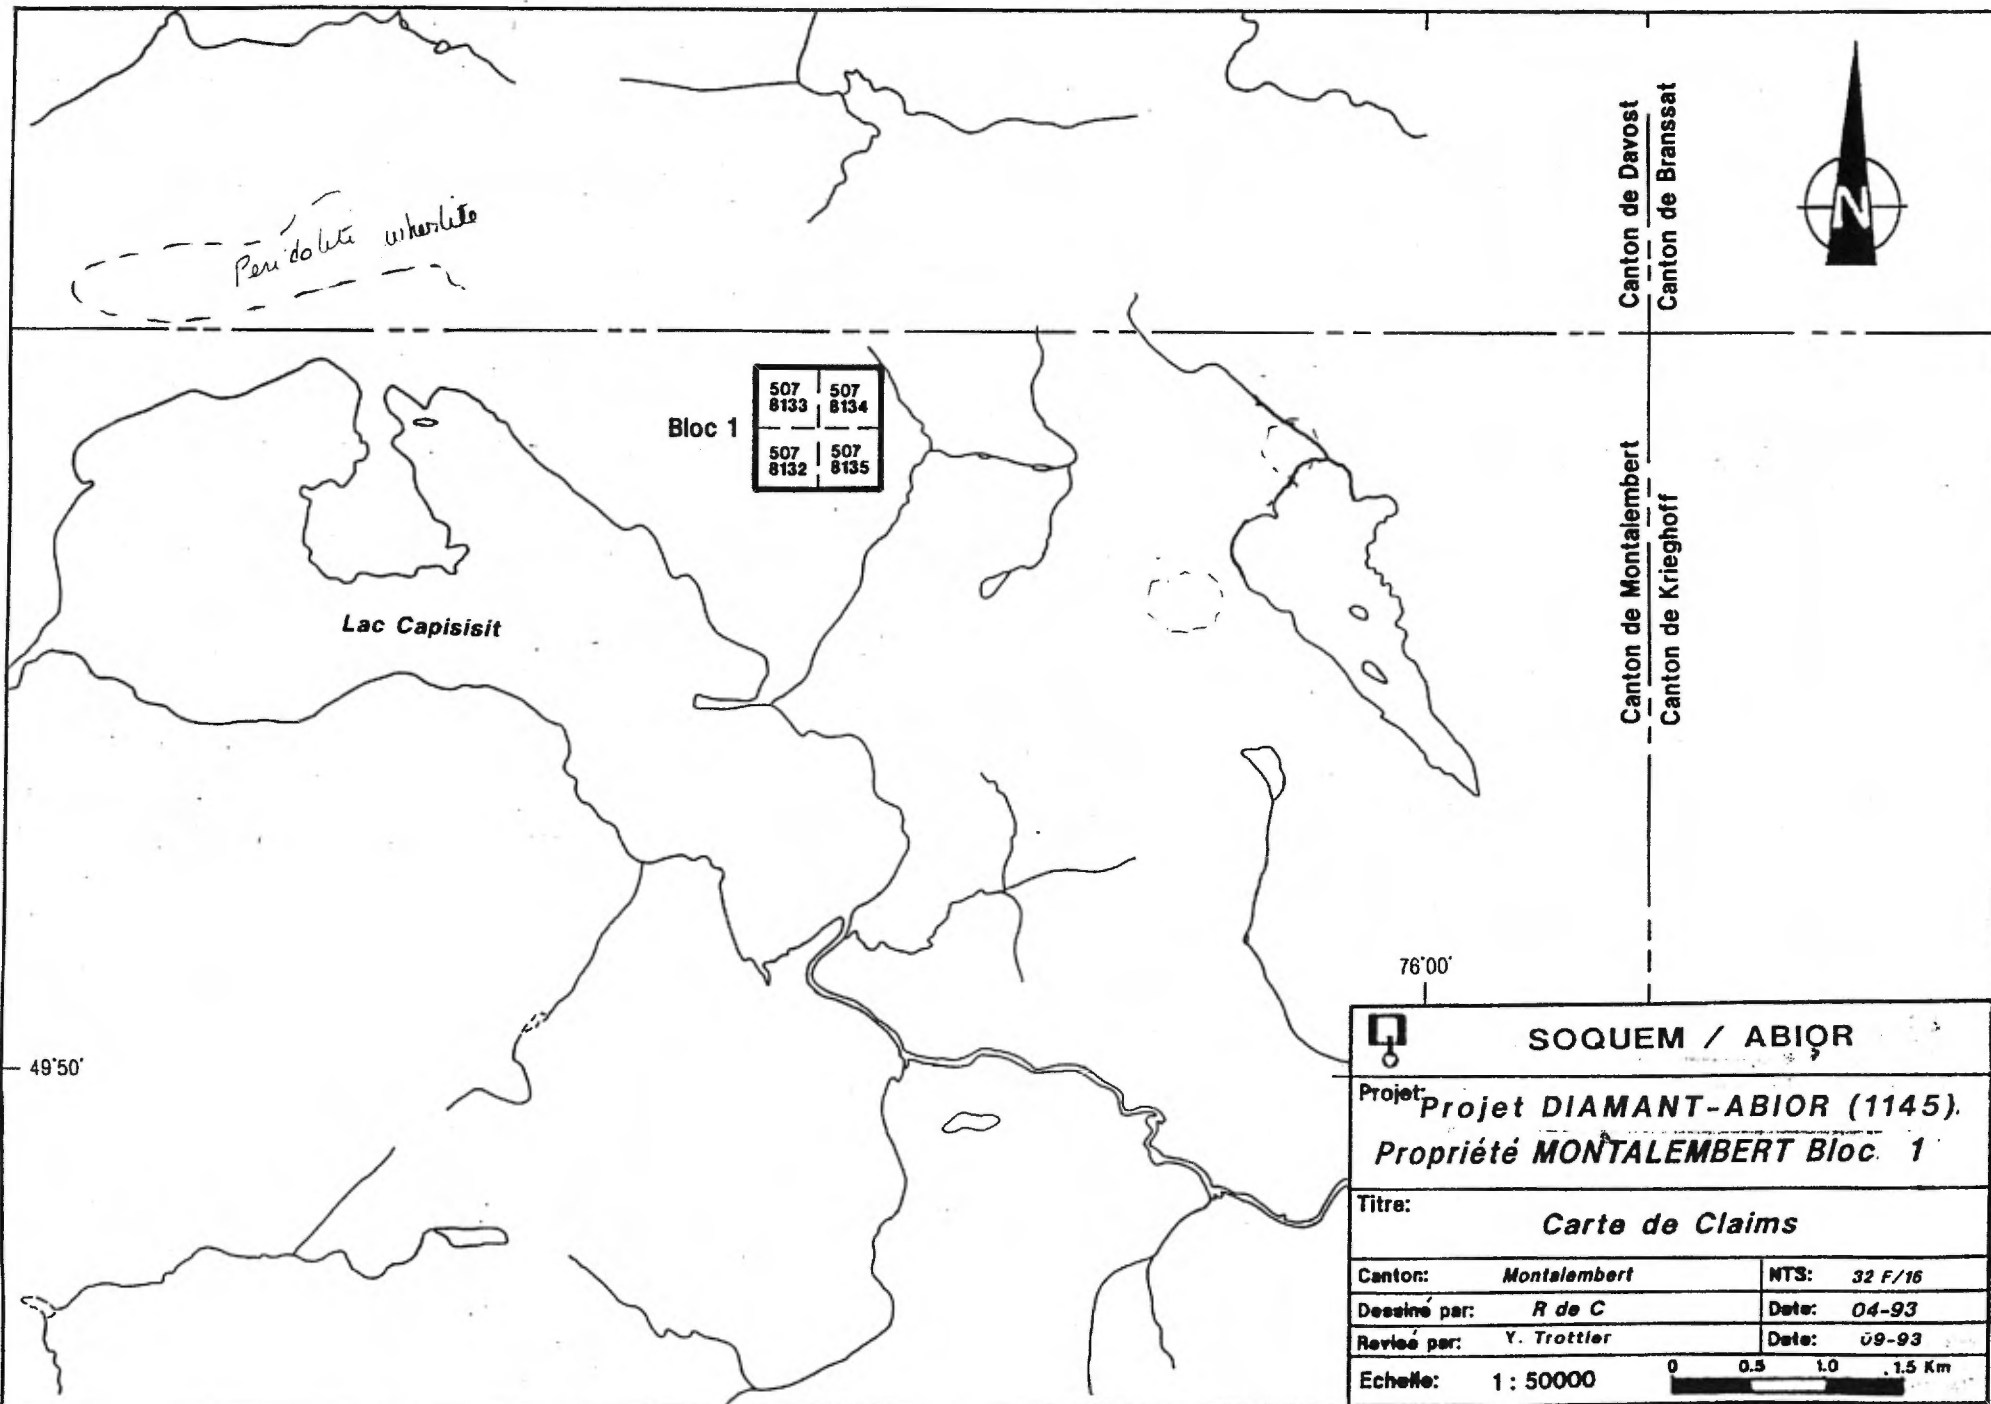 Canton de Davost
Canton de Branssat
N
Peridotite wherlite
507 8133
507 8134
Bloc 1
507 8132
507 8135
Canton de Montalembert
Canton de Krieghoff
Lac Capisisit
76°00'
49°50'
SOQUEM / ABIOR
Projet: Projet DIAMANT-ABIOR (1145).
Propriété MONTALEMBERT Bloc. 1
Titre:
Carte de Claims
Canton: Montalembert NTS: 32 F/16
Dessiné par: R de C Date: 04-93
Revisé par: Y. Trottier Date: 09-93
Echelle: 1 : 50000 0 0.5 1.0 1.5 Km